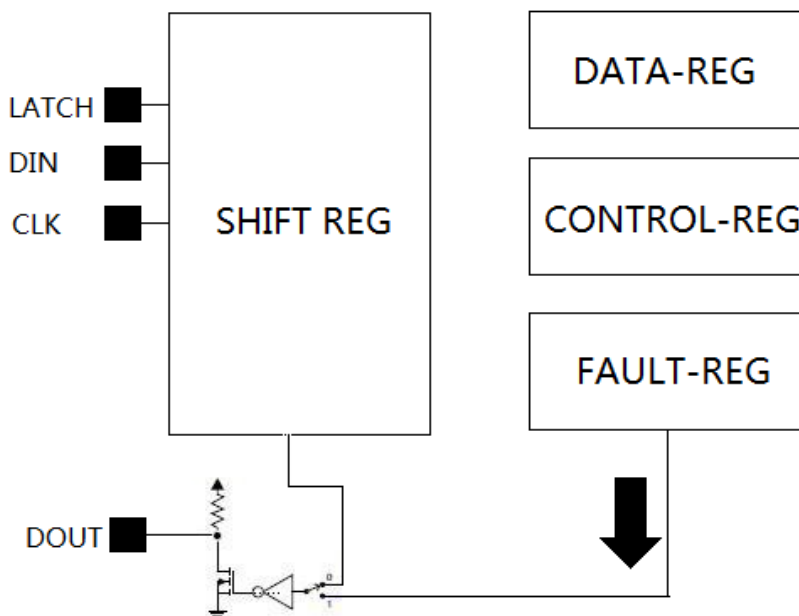 LATCH
DIN
CLK
SHIFT REG
DATA-REG
CONTROL-REG
FAULT-REG
DOUT
0
1